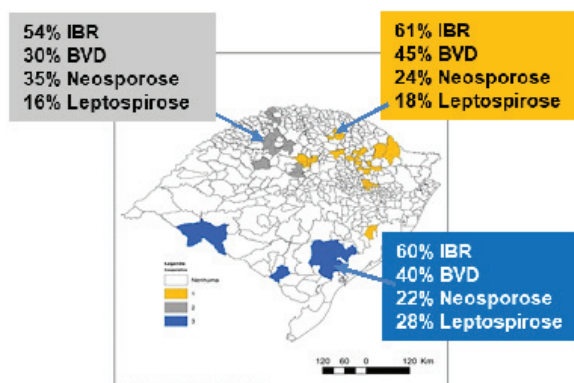 54% IBR
30% BVD
35% Neosporose
16% Leptospirose
61% IBR
45% BVD
24% Neosporose
18% Leptospirose
60% IBR
40% BVD
22% Neosporose
28% Leptospirose
Legenda
Nenhuma
1
2
3
120 60 0 120 Km